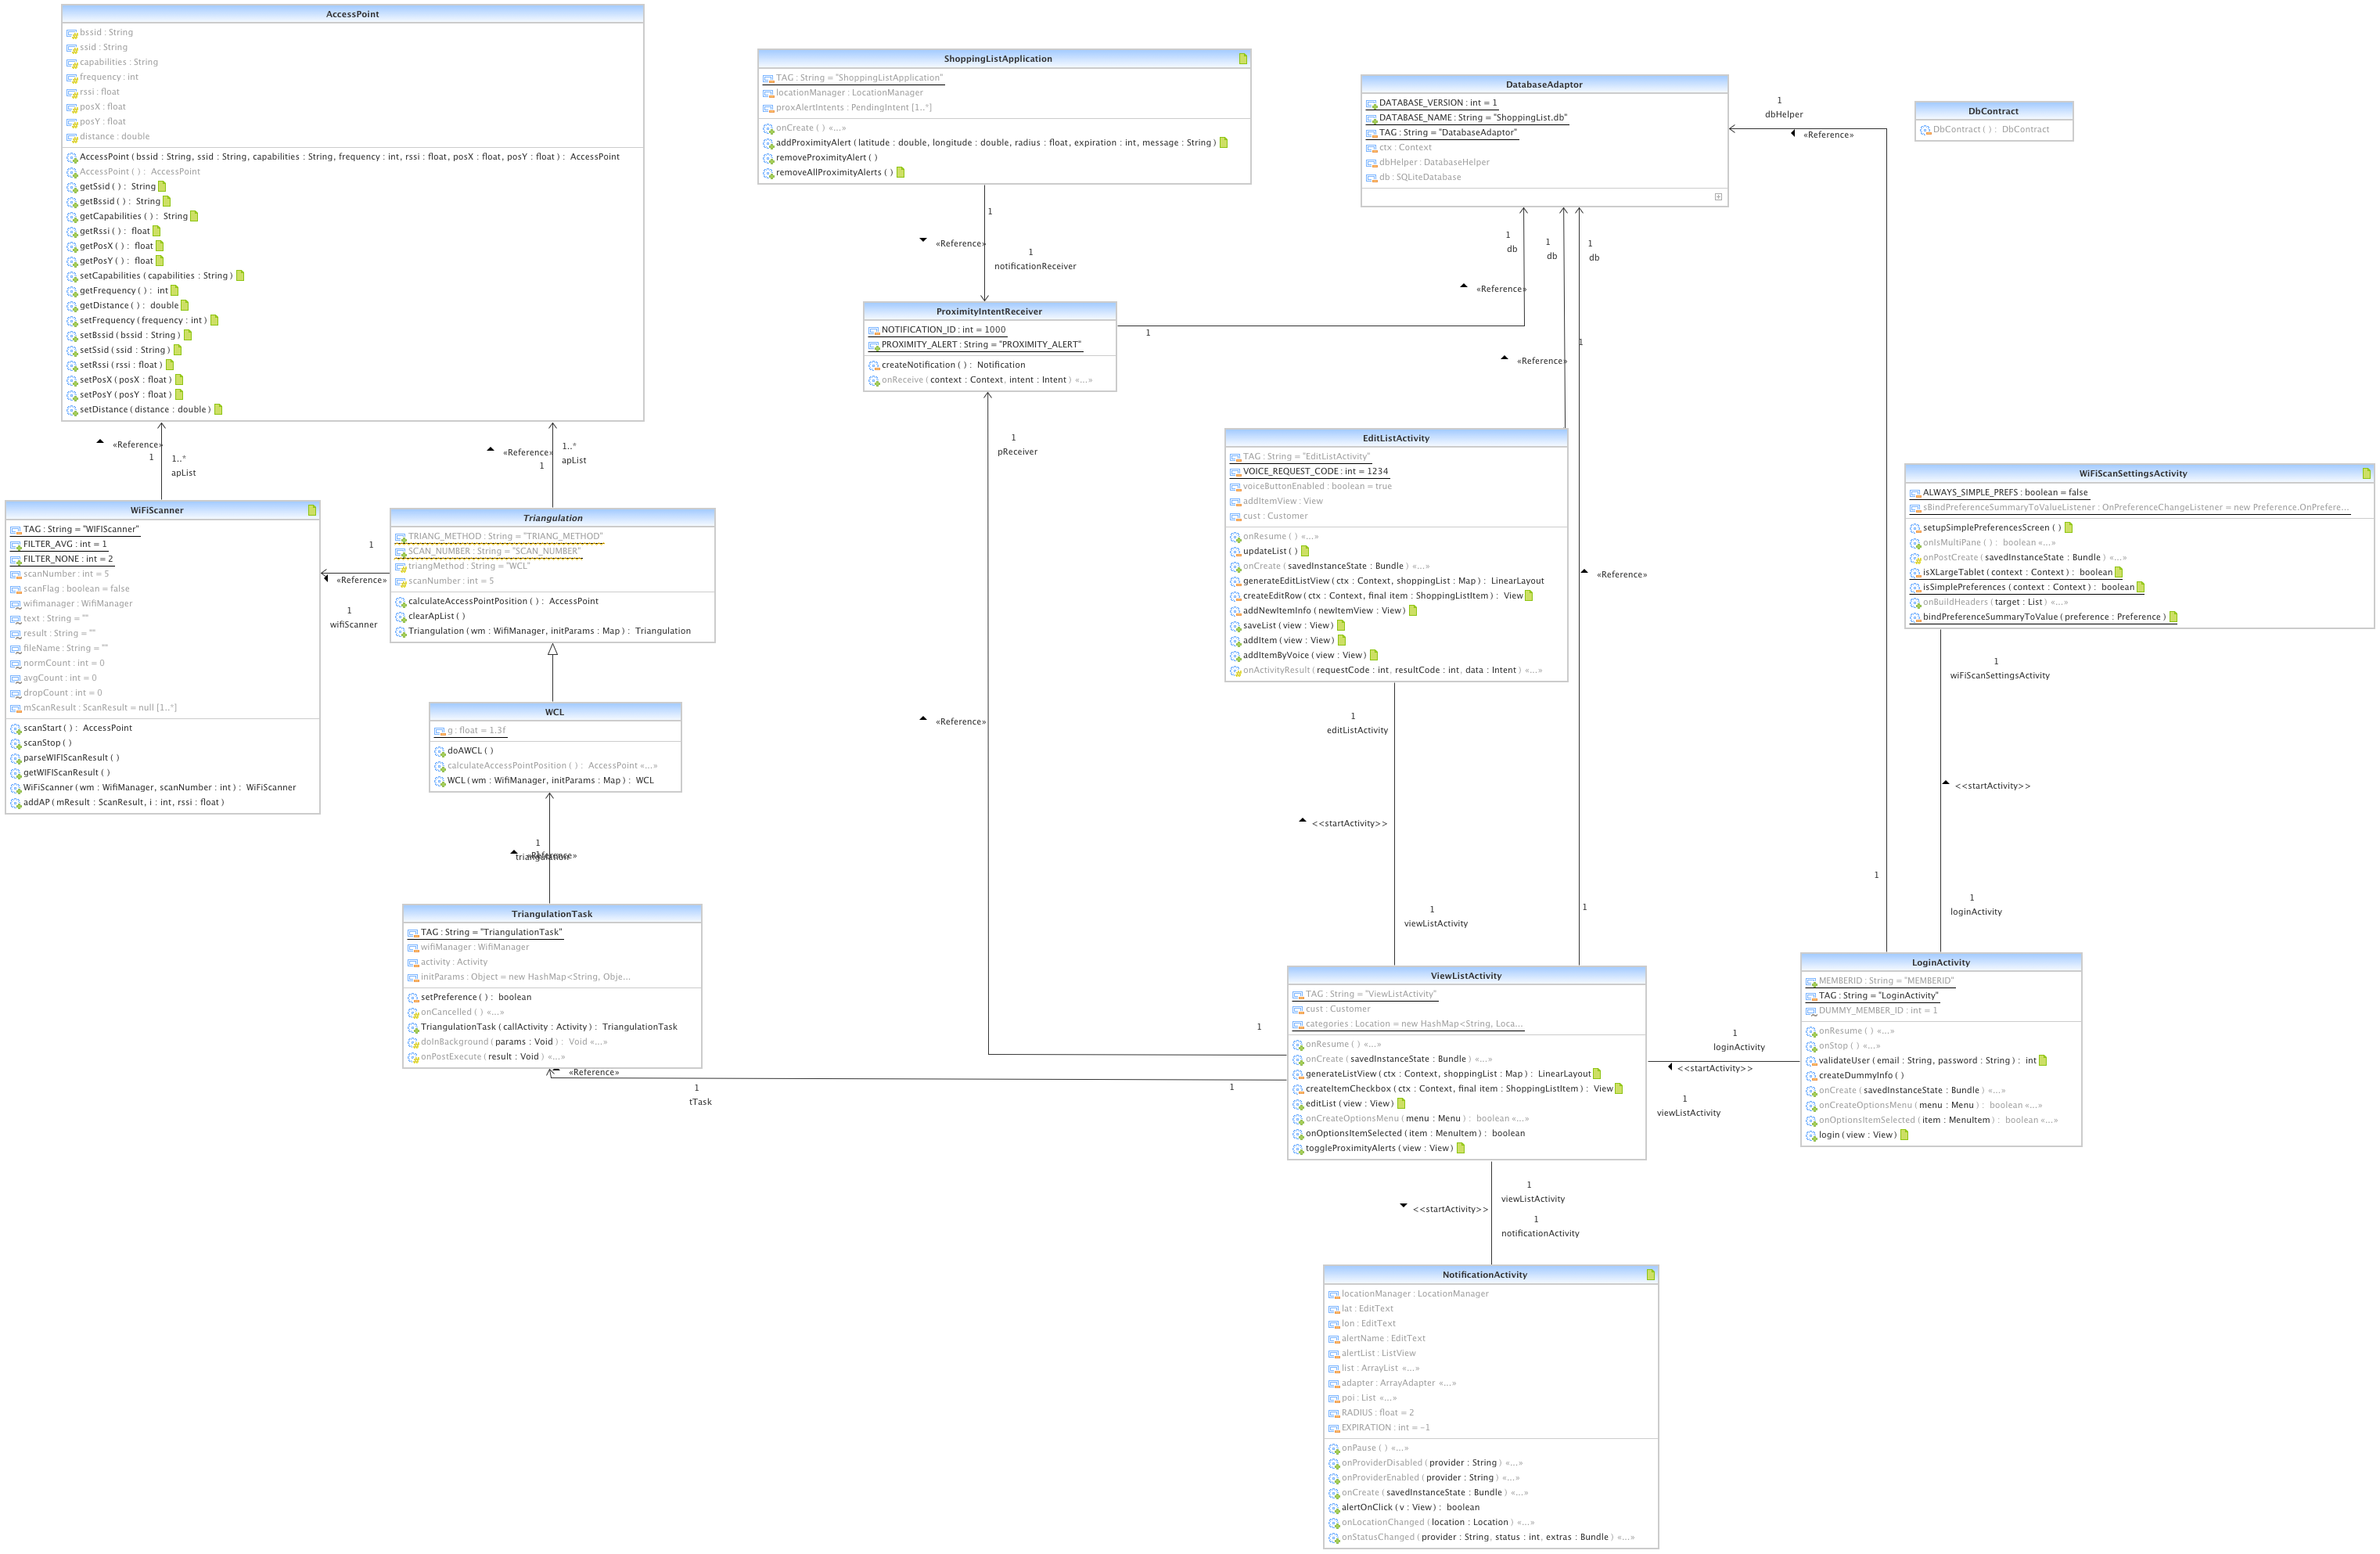 AccessPoint
bssid : String
ssid : String
capabilities : String
frequency : int
rssi : float
posX : float
posY : float
distance : double
AccessPoint ( bssid : String, ssid : String, capabilities : String, frequency : int, rssi : float, posX : float, posY : float ) : AccessPoint
AccessPoint ( ) : AccessPoint
getSsid ( ) : String
getBssid ( ) : String
getCapabilities ( ) : String
getRssi ( ) : float
getPosX ( ) : float
getPosY ( ) : float
setCapabilities ( capabilities : String )
getFrequency ( ) : int
getDistance ( ) : double
setFrequency ( frequency : int )
setBssid ( bssid : String )
setSsid ( ssid : String )
setRssi ( rssi : float )
setPosX ( posX : float )
setPosY ( posY : float )
setDistance ( distance : double )
ShoppingListApplication
TAG : String = "ShoppingListApplication"
locationManager : LocationManager
proxAlertIntents : PendingIntent [1..*]
onCreate ( ) «...»
addProximityAlert ( latitude : double, longitude : double, radius : float, expiration : int, message : String )
removeProximityAlert ( )
removeAllProximityAlerts ( )
DatabaseAdaptor
DATABASE_VERSION : int = 1
DATABASE_NAME : String = "ShoppingList.db"
TAG : String = "DatabaseAdaptor"
ctx : Context
dbHelper : DatabaseHelper
db : SQLiteDatabase
1
dbHelper
«Reference»
DbContract
DbContract ( ) : DbContract
1
«Reference»
1
notificationReceiver
1
db
1
db
1
db
«Reference»
ProximityIntentReceiver
NOTIFICATION_ID : int = 1000
PROXIMITY_ALERT : String = "PROXIMITY_ALERT"
createNotification ( ) : Notification
onReceive ( context : Context, intent : Intent ) «...»
1
«Reference»
1
1
pReceiver
«Reference»
1
1..*
apList
«Reference»
1
1..*
apList
EditListActivity
TAG : String = "EditListActivity"
VOICE_REQUEST_CODE : int = 1234
voiceButtonEnabled : boolean = true
addItemView : View
cust : Customer
onResume ( ) «...»
updateList ( )
onCreate ( savedInstanceState : Bundle ) «...»
generateEditListView ( ctx : Context, shoppingList : Map ) : LinearLayout
createEditRow ( ctx : Context, final item : ShoppingListItem ) : View
addNewItemInfo ( newItemView : View )
saveList ( view : View )
addItem ( view : View )
addItemByVoice ( view : View )
onActivityResult ( requestCode : int, resultCode : int, data : Intent ) «...»
«Reference»
WiFiScanSettingsActivity
ALWAYS_SIMPLE_PREFS : boolean = false
sBindPreferenceSummaryToValueListener : OnPreferenceChangeListener = new Preference.OnPrefere...
setupSimplePreferencesScreen ( )
onIsMultiPane ( ) : boolean «...»
onPostCreate ( savedInstanceState : Bundle ) «...»
isXLargeTablet ( context : Context ) : boolean
isSimplePreferences ( context : Context ) : boolean
onBuildHeaders ( target : List ) «...»
bindPreferenceSummaryToValue ( preference : Preference )
WiFiScanner
TAG : String = "WIFIScanner"
FILTER_AVG : int = 1
FILTER_NONE : int = 2
scanNumber : int = 5
scanFlag : boolean = false
wifimanager : WifiManager
text : String = ""
result : String = ""
fileName : String = ""
normCount : int = 0
avgCount : int = 0
dropCount : int = 0
mScanResult : ScanResult = null [1..*]
scanStart ( ) : AccessPoint
scanStop ( )
parseWIFIScanResult ( )
getWIFIScanResult ( )
WiFiScanner ( wm : WifiManager, scanNumber : int ) : WiFiScanner
addAP ( mResult : ScanResult, i : int, rssi : float )
1
«Reference»
1
wifiScanner
Triangulation
TRIANG_METHOD : String = "TRIANG_METHOD"
SCAN_NUMBER : String = "SCAN_NUMBER"
triangMethod : String = "WCL"
scanNumber : int = 5
calculateAccessPointPosition ( ) : AccessPoint
clearApList ( )
Triangulation ( wm : WifiManager, initParams : Map ) : Triangulation
WCL
g : float = 1.3f
doAWCL ( )
calculateAccessPointPosition ( ) : AccessPoint «...»
WCL ( wm : WifiManager, initParams : Map ) : WCL
«Reference»
1
editListActivity
<<startActivity>>
1
viewListActivity
1
wiFiScanSettingsActivity
<<startActivity>>
1
loginActivity
1
1
1
«Reference»
triangulation
TriangulationTask
TAG : String = "TriangulationTask"
wifiManager : WifiManager
activity : Activity
initParams : Object = new HashMap<String, Obje...
setPreference ( ) : boolean
onCancelled ( ) «...»
TriangulationTask ( callActivity : Activity ) : TriangulationTask
doInBackground ( params : Void ) : Void «...»
onPostExecute ( result : Void ) «...»
«Reference»
1
tTask
1
1
ViewListActivity
TAG : String = "ViewListActivity"
cust : Customer
categories : Location = new HashMap<String, Loca...
onResume ( ) «...»
onCreate ( savedInstanceState : Bundle ) «...»
generateListView ( ctx : Context, shoppingList : Map ) : LinearLayout
createItemCheckbox ( ctx : Context, final item : ShoppingListItem ) : View
editList ( view : View )
onCreateOptionsMenu ( menu : Menu ) : boolean «...»
onOptionsItemSelected ( item : MenuItem ) : boolean
toggleProximityAlerts ( view : View )
1
loginActivity
<<startActivity>>
1
viewListActivity
LoginActivity
MEMBERID : String = "MEMBERID"
TAG : String = "LoginActivity"
DUMMY_MEMBER_ID : int = 1
onResume ( ) «...»
onStop ( ) «...»
validateUser ( email : String, password : String ) : int
createDummyInfo ( )
onCreate ( savedInstanceState : Bundle ) «...»
onCreateOptionsMenu ( menu : Menu ) : boolean «...»
onOptionsItemSelected ( item : MenuItem ) : boolean «...»
login ( view : View )
1
viewListActivity
<<startActivity>>
1
notificationActivity
NotificationActivity
locationManager : LocationManager
lat : EditText
lon : EditText
alertName : EditText
alertList : ListView
list : ArrayList «...»
adapter : ArrayAdapter «...»
poi : List «...»
RADIUS : float = 2
EXPIRATION : int = -1
onPause ( ) «...»
onProviderDisabled ( provider : String ) «...»
onProviderEnabled ( provider : String ) «...»
onCreate ( savedInstanceState : Bundle ) «...»
alertOnClick ( v : View ) : boolean
onLocationChanged ( location : Location ) «...»
onStatusChanged ( provider : String, status : int, extras : Bundle ) «...»